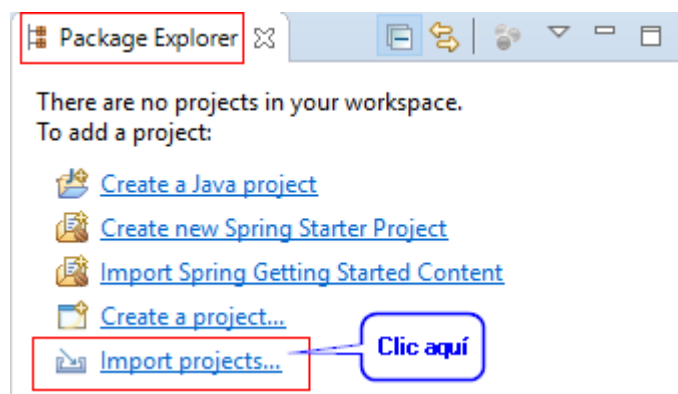 Package Explorer
There are no projects in your workspace.
To add a project:
Create a Java project
Create new Spring Starter Project
Import Spring Getting Started Content
Create a project...
Import projects...
Clic aquí